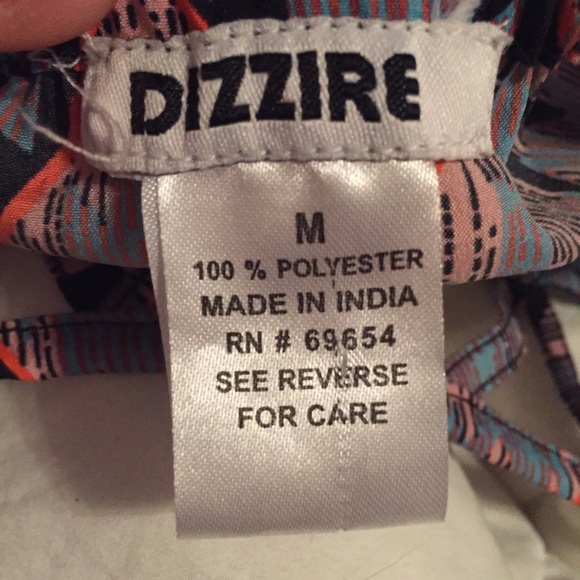 DIZZIRE
M
100 % POLYESTER
MADE IN INDIA
RN # 69654
SEE REVERSE
FOR CARE